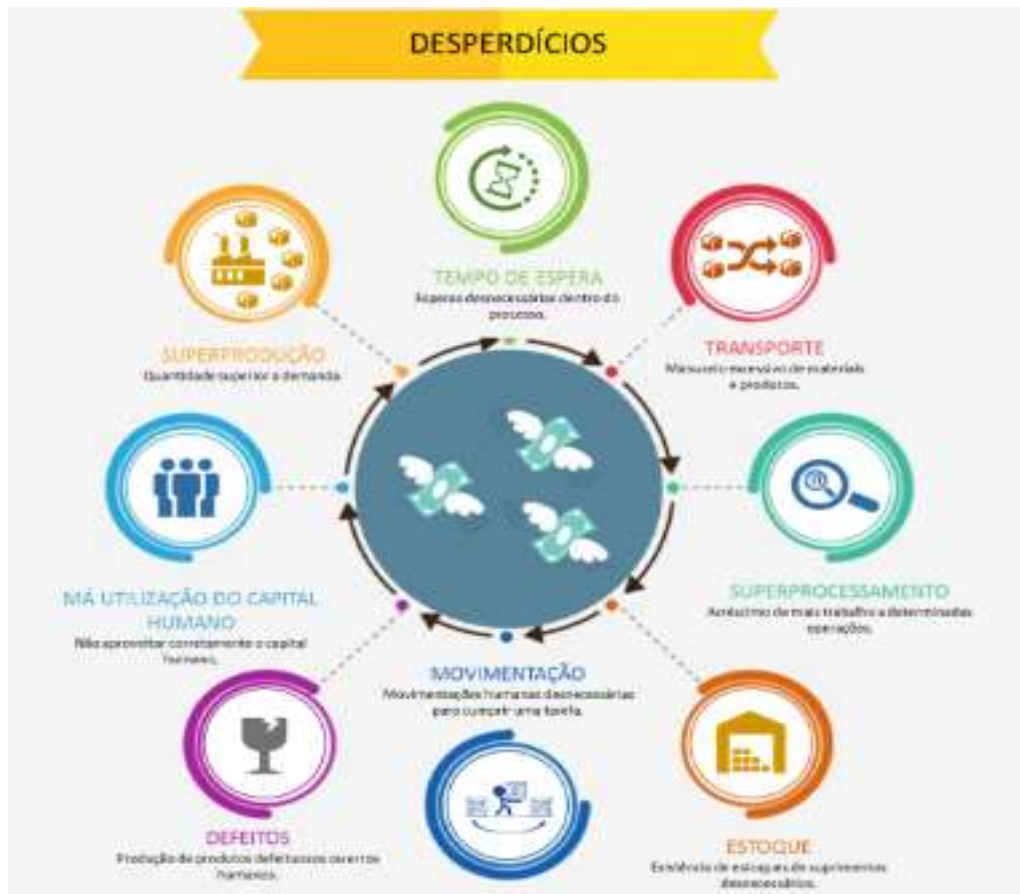 DESPERDÍCIOS
TEMPO DE ESPERA
Esperas desnecessárias dentro do
processo.
TRANSPORTE
Manuseio excessivo de materiais
e produtos.
SUPERPROCESSAMENTO
Acréscimo de mais trabalho a determinadas
operações.
ESTOQUE
Existência de estoques de suprimentos
desnecessários.
MOVIMENTAÇÃO
Movimentações humanas desnecessárias
para cumprir uma tarefa.
DEFEITOS
Produção de produtos defeituosos ou erros
humanos.
MÁ UTILIZAÇÃO DO CAPITAL
HUMANO
Não aproveitar corretamente o capital
humano.
SUPERPRODUÇÃO
Quantidade superior a demanda.